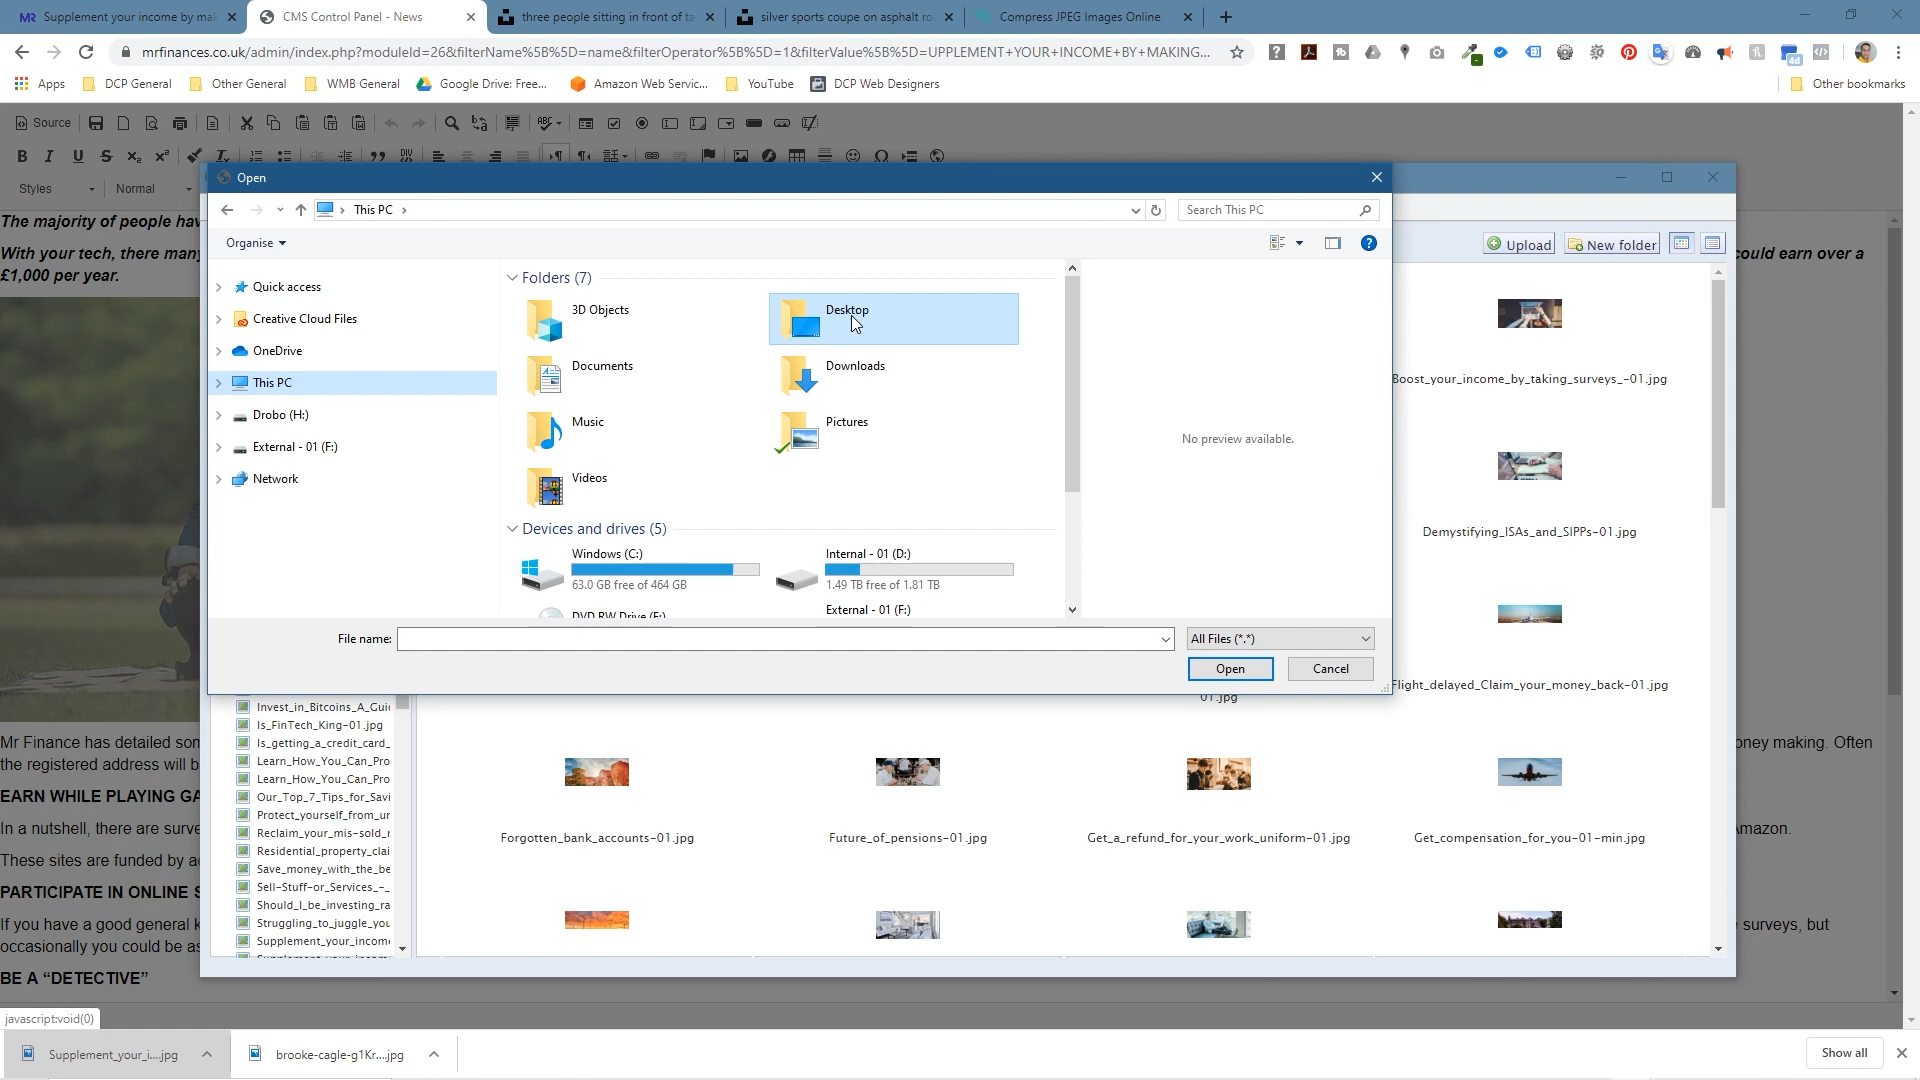 Supplement your income by mak
CMS Control Panel - News
three people sitting in front of ta
silver sports coupe on asphalt ro
Compress JPEG Images Online
mrfinances.co.uk/admin/index.php?moduleId=26&filterName%5B%5D=name&filterOperator%5B%5D=1&filterValue%5B%5D=UPPLEMENT+YOUR+INCOME+BY+MAKING...
Apps
DCP General
Other General
WMB General
Google Drive: Free...
Amazon Web Servic...
YouTube
DCP Web Designers
Other bookmarks
Source
Styles
Normal
The majority of people hav
With your tech, there many
could earn over a
£1,000 per year.
Open
This PC
Search This PC
Organise
Upload
New folder
Quick access
Creative Cloud Files
OneDrive
This PC
Drobo (H:)
External - 01 (F:)
Network
Folders (7)
3D Objects
Desktop
Documents
Downloads
Music
Pictures
Videos
Devices and drives (5)
Windows (C:)
63.0 GB free of 464 GB
Internal - 01 (D:)
1.49 TB free of 1.81 TB
DVD RW Drive (E:)
External - 01 (F:)
No preview available.
File name:
All Files (*.*)
Open
Cancel
Boost_your_income_by_taking_surveys_-01.jpg
Demystifying_ISAs_and_SIPPs-01.jpg
Flight_delayed_Claim_your_money_back-01.jpg
01.jpg
Invest_in_Bitcoins_A_Gui
Is_FinTech_King-01.jpg
Is_getting_a_credit_card_
Learn_How_You_Can_Pro
Learn_How_You_Can_Pro
Our_Top_7_Tips_for_Savi
Protect_yourself_from_ur
Reclaim_your_mis-sold_r
Residential_property_clai
Save_money_with_the_be
Sell-Stuff-or_Services_-_
Should_I_be_investing_ra
Struggling_to_juggle_you
Supplement_your_income
Forgotten_bank_accounts-01.jpg
Future_of_pensions-01.jpg
Get_a_refund_for_your_work_uniform-01.jpg
Get_compensation_for_you-01-min.jpg
Mr Finance has detailed son
oney making. Often
the registered address will b
EARN WHILE PLAYING GA
In a nutshell, there are surve
Amazon.
These sites are funded by a
PARTICIPATE IN ONLINE S
If you have a good general k
e surveys, but
occasionally you could be as
BE A “DETECTIVE”
javascript:void(0)
Supplement_your_i....jpg
brooke-cagle-g1Kr....jpg
Show all